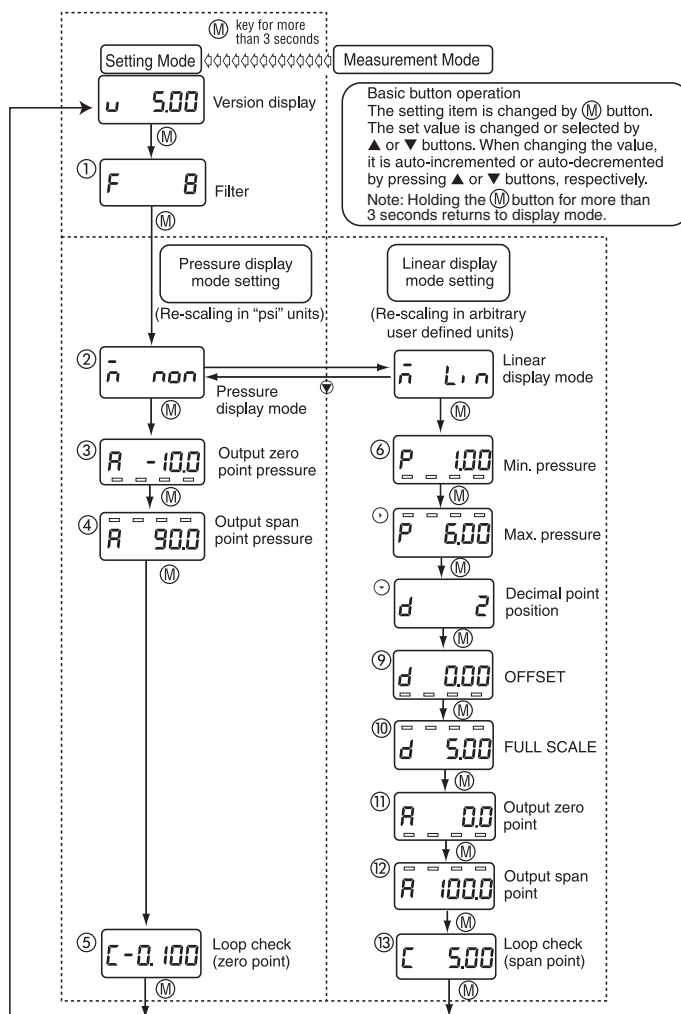 Ⓜ key for more
than 3 seconds
Setting Mode
Measurement Mode
u 5.00
Version display
Ⓜ
Basic button operation
The setting item is changed by Ⓜ button.
The set value is changed or selected by
▲ or ▼ buttons. When changing the value,
it is auto-incremented or auto-decremented
by pressing ▲ or ▼ buttons, respectively.
Note: Holding the Ⓜ button for more than
3 seconds returns to display mode.
① F 8
Filter
Ⓜ
Pressure display
mode setting
(Re-scaling in “psi” units)
Linear display
mode setting
(Re-scaling in arbitrary
user defined units)
② n̄ non
Pressure
display mode
Ⓜ
▼
n̄ Lin
Linear
display mode
Ⓜ
③ A -10.0
Output zero
point pressure
Ⓜ
④ A 90.0
Output span
point pressure
Ⓜ
⑥ P 1.00
Min. pressure
Ⓜ
P 6.00
Max. pressure
Ⓜ
d 2
Decimal point
position
Ⓜ
⑨ d 0.00
OFFSET
Ⓜ
⑩ d 5.00
FULL SCALE
Ⓜ
⑪ A 0.0
Output zero
point
Ⓜ
⑫ A 100.0
Output span
point
Ⓜ
⑤ C-0.100
Loop check
(zero point)
Ⓜ
⑬ C 5.00
Loop check
(span point)
Ⓜ